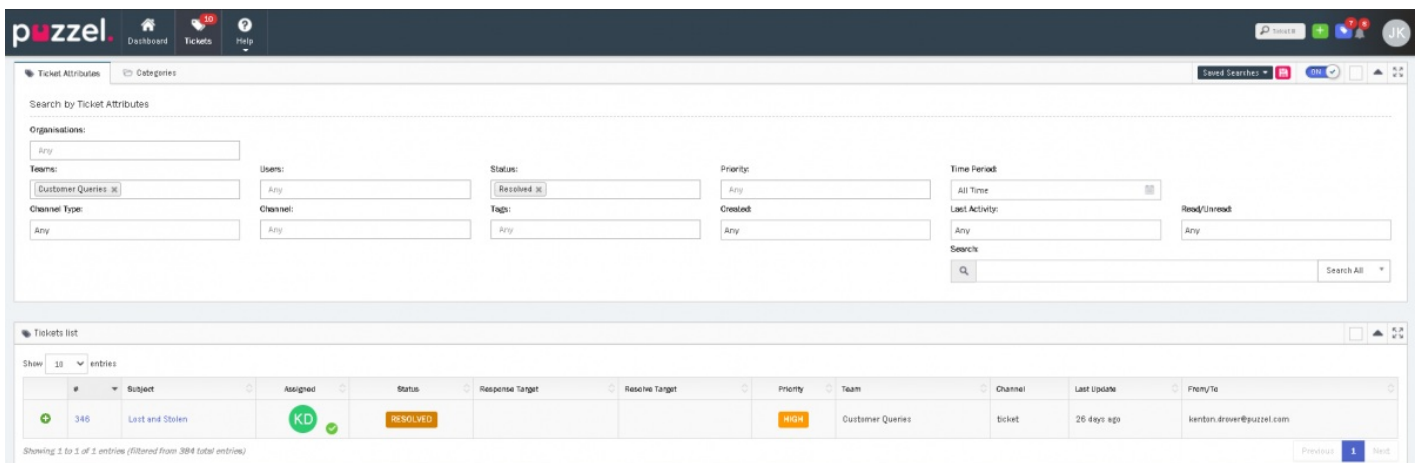 puzzel.
Dashboard
10
Tickets
Help
Ticket #
7
6
JK
Ticket Attributes
Categories
Saved Searches
ON
Search by Ticket Attributes
Organisations:
Any
Teams: Users: Status: Priority: Time Period:
Customer Queries x Any Resolved x Any All Time
Channel Type: Channel: Tags: Created: Last Activity: Read/Unread:
Any Any Any Any Any Any
Search:
Search All
Tickets list
Show 10 entries
# Subject Assigned Status Response Target Resolve Target Priority Team Channel Last Update From/To
346 Lost and Stolen KD RESOLVED HIGH Customer Queries ticket 26 days ago kenton.drover@puzzel.com
Showing 1 to 1 of 1 entries (filtered from 384 total entries)
Previous 1 Next